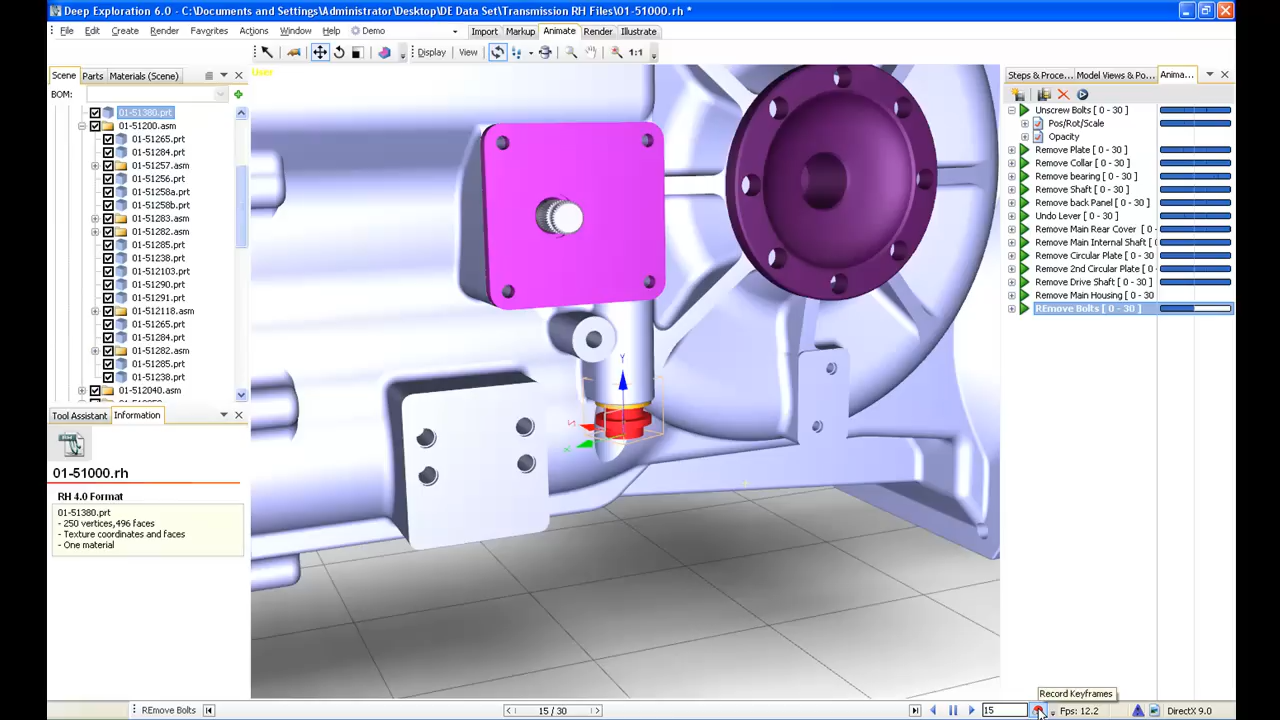 Deep Exploration 6.0 - C:\Documents and Settings\Administrator\Desktop\DE Data Set\Transmission RH Files\01-51000.rh *
File Edit Create Render Favorites Actions Window Help Demo Import Markup Animate Render Illustrate
Display View 1:1
Scene Parts Materials (Scene)
BOM:
01-51380.prt
01-51200.asm
01-51265.prt
01-51284.prt
01-51257.asm
01-51256.prt
01-51258a.prt
01-51258b.prt
01-51283.asm
01-51282.asm
01-51285.prt
01-51238.prt
01-512103.prt
01-51290.prt
01-51291.prt
01-512118.asm
01-51265.prt
01-51284.prt
01-51282.asm
01-51285.prt
01-51238.prt
01-512040.asm
Tool Assistant Information
01-51000.rh
RH 4.0 Format
01-51380.prt
- 250 vertices,496 faces
- Texture coordinates and faces
- One material
User
Y
X
Steps & Proce... Model Views & Po... Anima...
Unscrew Bolts [ 0 - 30 ]
Pos/Rot/Scale
Opacity
Remove Plate [ 0 - 30 ]
Remove Collar [ 0 - 30 ]
Remove bearing [ 0 - 30 ]
Remove Shaft [ 0 - 30 ]
Remove back Panel [ 0 - 30 ]
Undo Lever [ 0 - 30 ]
Remove Main Rear Cover [ 0 - 30
Remove Main Internal Shaft [
Remove Circular Plate [ 0 - 30
Remove 2nd Circular Plate [ 0 -
Remove Drive Shaft [ 0 - 30 ]
Remove Main Housing [ 0 - 30
REmove Bolts [ 0 - 30 ]
Record Keyframes
REmove Bolts 15 / 30 15 Fps: 12.2 DirectX 9.0